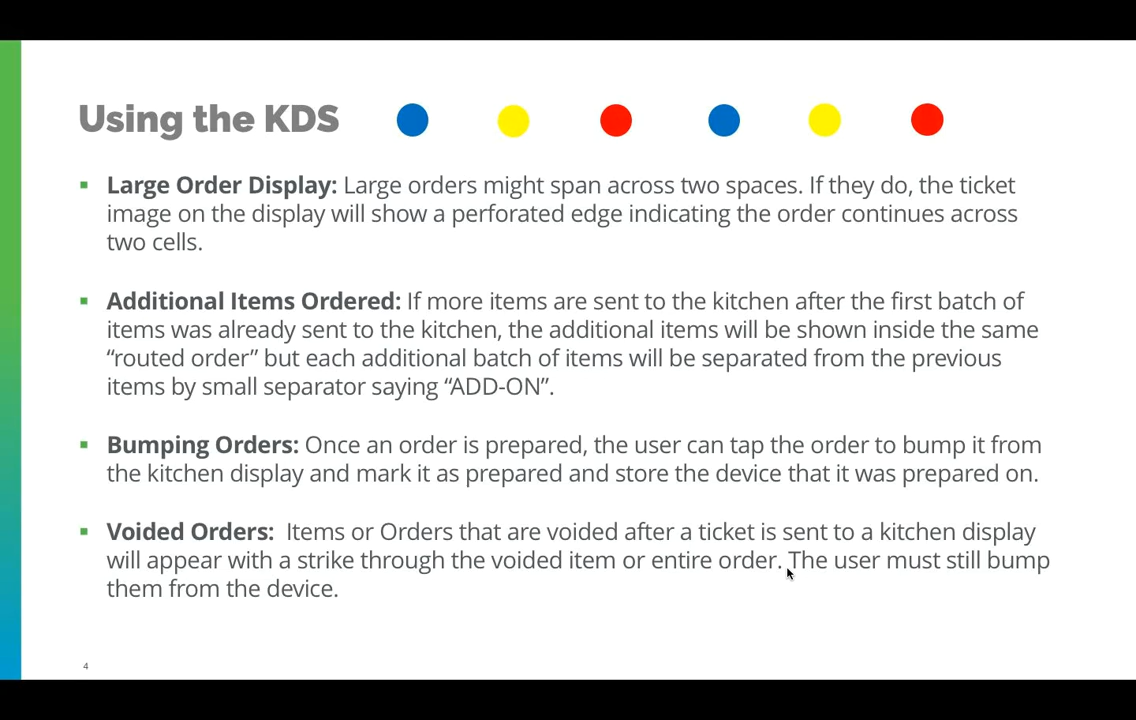 Using the KDS
▪ Large Order Display: Large orders might span across two spaces. If they do, the ticket
image on the display will show a perforated edge indicating the order continues across
two cells.
▪ Additional Items Ordered: If more items are sent to the kitchen after the first batch of
items was already sent to the kitchen, the additional items will be shown inside the same
“routed order” but each additional batch of items will be separated from the previous
items by small separator saying “ADD-ON”.
▪ Bumping Orders: Once an order is prepared, the user can tap the order to bump it from
the kitchen display and mark it as prepared and store the device that it was prepared on.
▪ Voided Orders: Items or Orders that are voided after a ticket is sent to a kitchen display
will appear with a strike through the voided item or entire order. The user must still bump
them from the device.
4